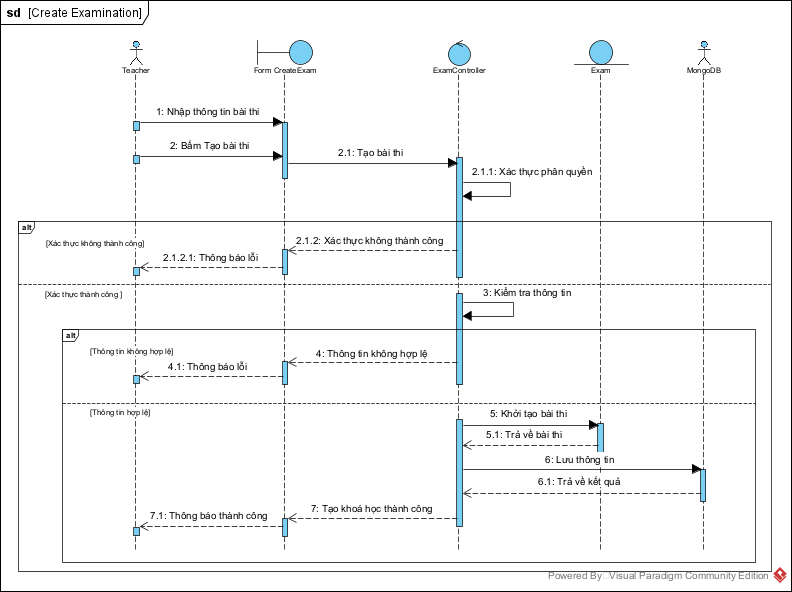 sd [Create Examination]
Teacher
Form CreateExam
ExamController
Exam
MongoDB
1: Nhập thông tin bài thi
2: Bấm Tạo bài thi
2.1: Tạo bài thi
2.1.1: Xác thực phân quyền
alt
[Xác thực không thành công]
2.1.2: Xác thực không thành công
2.1.2.1: Thông báo lỗi
[Xác thực thành công ]
3: Kiểm tra thông tin
alt
[Thông tin không hợp lệ]
4: Thông tin không hợp lệ
4.1: Thông báo lỗi
[Thông tin hợp lệ]
5: Khởi tạo bài thi
5.1: Trả về bài thi
6: Lưu thông tin
6.1: Trả về kết quả
7: Tạo khoá học thành công
7.1: Thông báo thành công
Powered By Visual Paradigm Community Edition